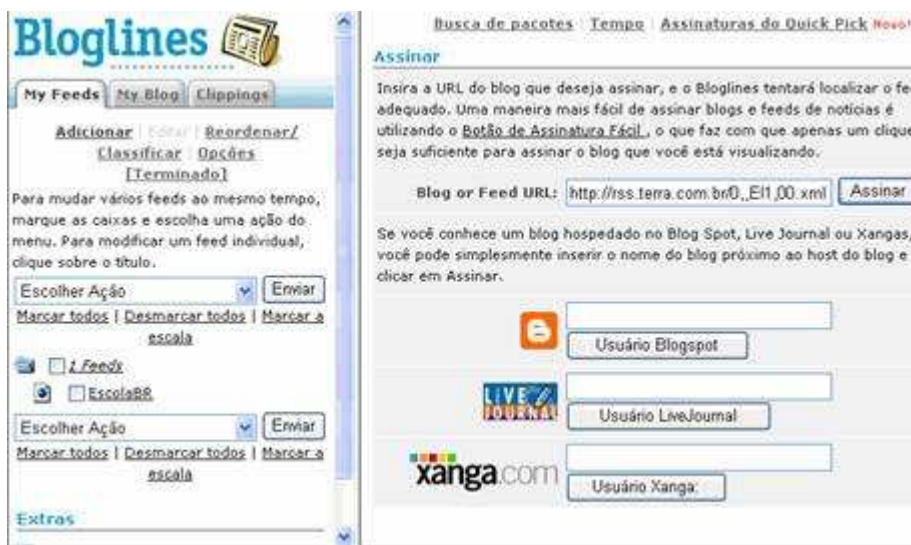 Bloglines
My Feeds My Blog Clippings
Adicionar | Editar | Reordenar/
Classificar | Opções
[Terminado]
Para mudar vários feeds ao mesmo tempo,
marque as caixas e escolha uma ação do
menu. Para modificar um feed individual,
clique sobre o título.
Escolher Ação Enviar
Marcar todos | Desmarcar todos | Marcar a
escala
1 Feeds
EscolaBR
Escolher Ação Enviar
Marcar todos | Desmarcar todos | Marcar a
escala
Extras
Busca de pacotes | Tempo | Assinaturas do Quick Pick Novo!
Assinar
Insira a URL do blog que deseja assinar, e o Bloglines tentará localizar o fe
adequado. Uma maneira mais fácil de assinar blogs e feeds de notícias é
utilizando o Botão de Assinatura Fácil , o que faz com que apenas um clique
seja suficiente para assinar o blog que você está visualizando.
Blog or Feed URL: http://rss.terra.com.br/0,,EI1,00.xml Assinar
Se você conhece um blog hospedado no Blog Spot, Live Journal ou Xangas,
você pode simplesmente inserir o nome do blog próximo ao host do blog e
clicar em Assinar.
Usuário Blogspot
LIVE JOURNAL
Usuário LiveJournal
xanga.com
Usuário Xanga: